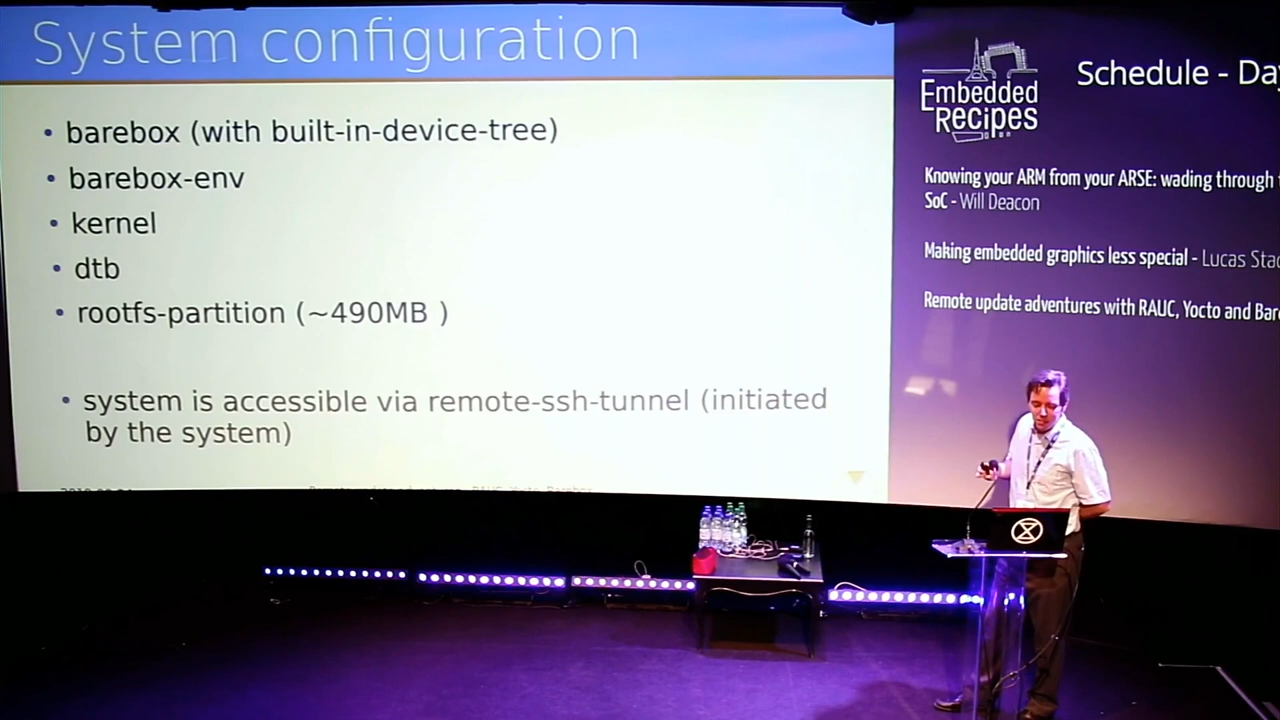 System configuration
• barebox (with built-in-device-tree)
• barebox-env
• kernel
• dtb
• rootfs-partition (~490MB )
• system is accessible via remote-ssh-tunnel (initiated
by the system)
Embedded
Recipes
Schedule - Day
Knowing your ARM from your ARSE: wading through
SoC - Will Deacon
Making embedded graphics less special - Lucas
Remote update adventures with RAUC, Yocto and